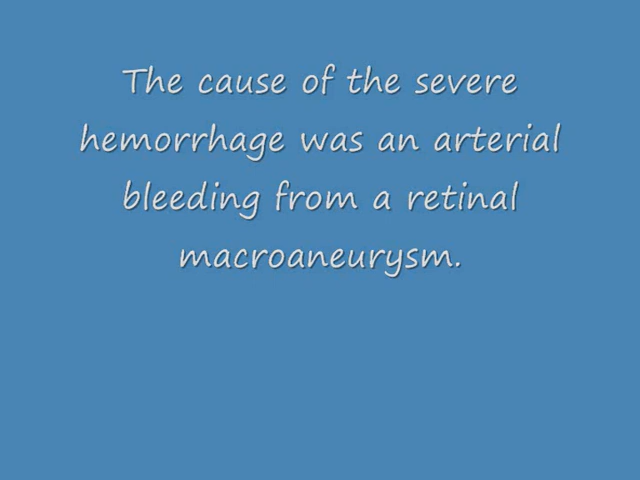 The cause of the severe
hemorrhage was an arterial
bleeding from a retinal
macroaneurysm.